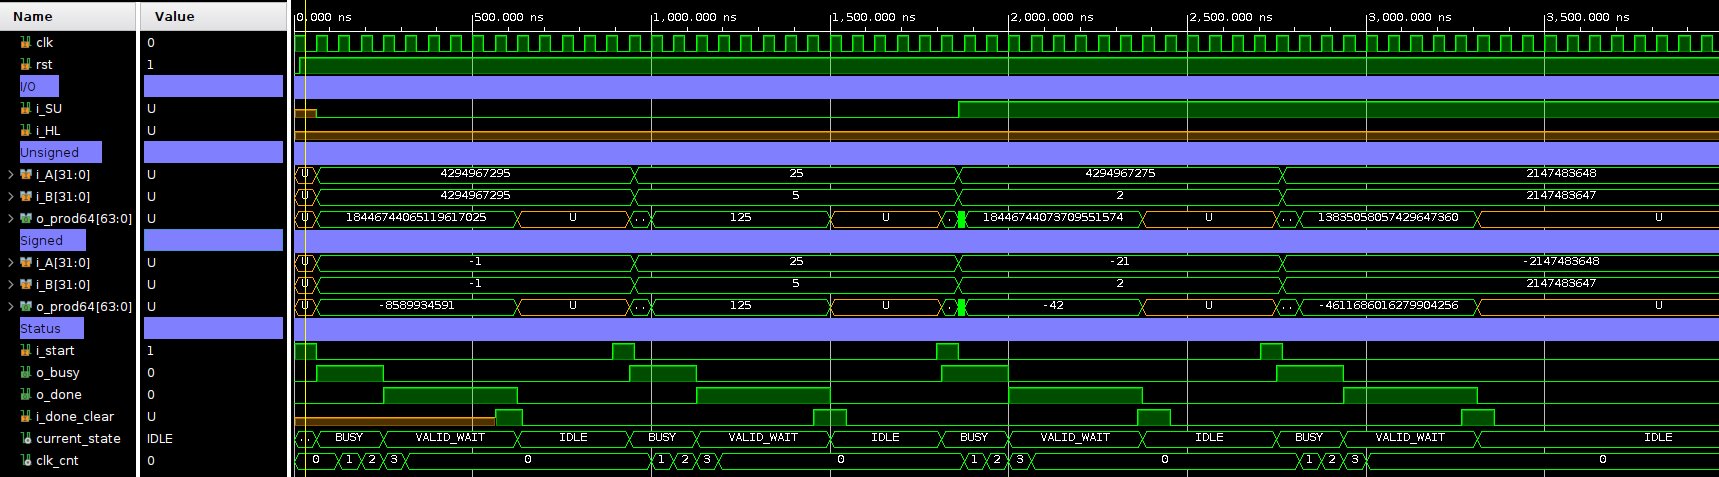 Name Value 0.000 ns 500.000 ns 1,000.000 ns 1,500.000 ns 2,000.000 ns 2,500.000 ns 3,000.000 ns 3,500.000 ns
clk 0
rst 1
I/O
i_SU U
i_HL U
Unsigned
i_A[31:0] U U 4294967295 25 4294967275 2147483648
i_B[31:0] U U 4294967295 5 2 2147483647
o_prod64[63:0] U U 18446744065119617025 U .. 125 U .. 18446744073709551574 U .. 13835058057429647360 U
Signed
i_A[31:0] U U -1 25 -21 -2147483648
i_B[31:0] U U -1 5 2 2147483647
o_prod64[63:0] U U -8589934591 U .. 125 U .. -42 U .. -4611686016279904256 U
Status
i_start 1
o_busy 0
o_done 0
i_done_clear U
current_state IDLE .. BUSY VALID_WAIT IDLE BUSY VALID_WAIT IDLE BUSY VALID_WAIT IDLE BUSY VALID_WAIT IDLE
clk_cnt 0 0 1 2 3 0 1 2 3 0 1 2 3 0 1 2 3 0